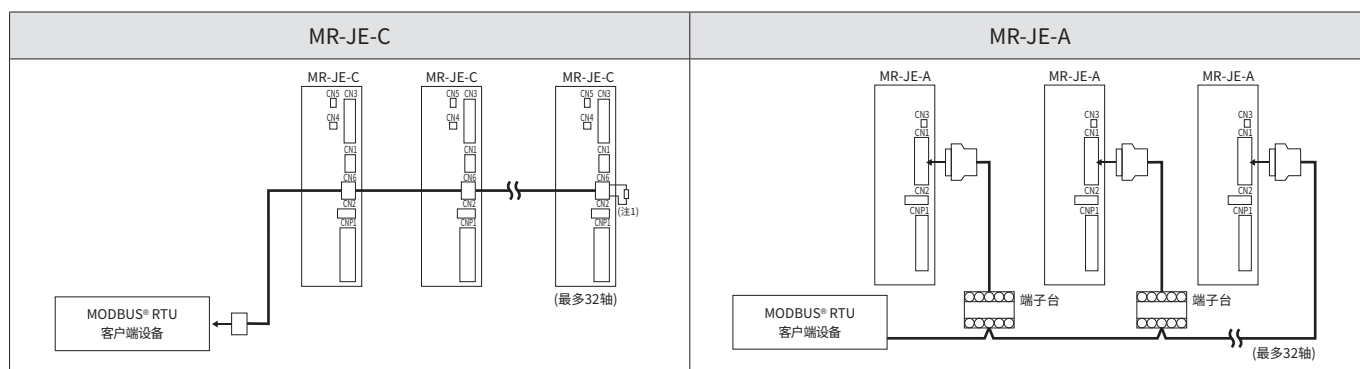 MR-JE-C
MR-JE-A
MR-JE-C
MR-JE-C
MR-JE-C
CN5 CN3
CN4
CN1
CN6
CN2
CNP1
CN5 CN3
CN4
CN1
CN6
CN2
CNP1
CN5 CN3
CN4
CN1
CN6
CN2
(注1)
CNP1
(最多32轴)
MODBUS® RTU
客户端设备
MR-JE-A
MR-JE-A
MR-JE-A
CN3
CN1
CN2
CNP1
CN3
CN1
CN2
CNP1
CN3
CN1
CN2
CNP1
端子台
端子台
MODBUS® RTU
客户端设备
(最多32轴)